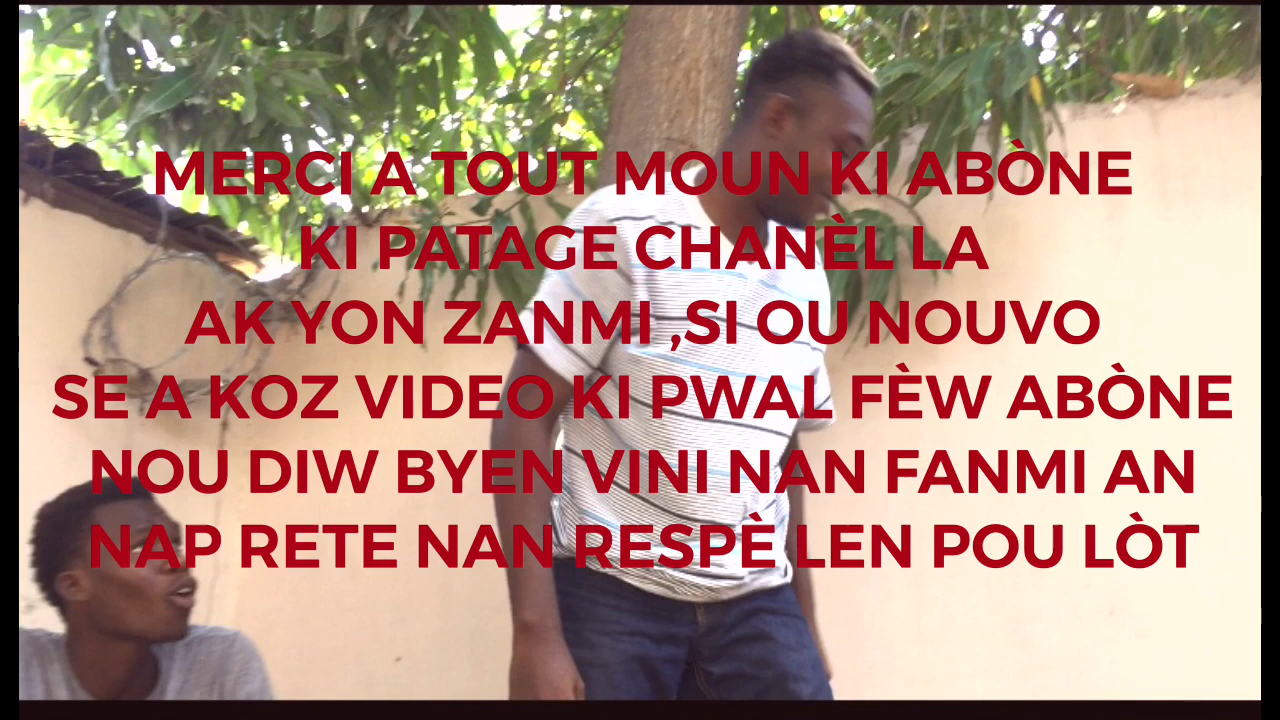 MERCI A TOUT MOUN KI ABÒNE
KI PATAGE CHANÈL LA
AK YON ZANMI ,SI OU NOUVO
SE A KOZ VIDEO KI PWAL FÈW ABÒNE
NOU DIW BYEN VINI NAN FANMI AN
NAP RETE NAN RESPÈ LEN POU LÒT